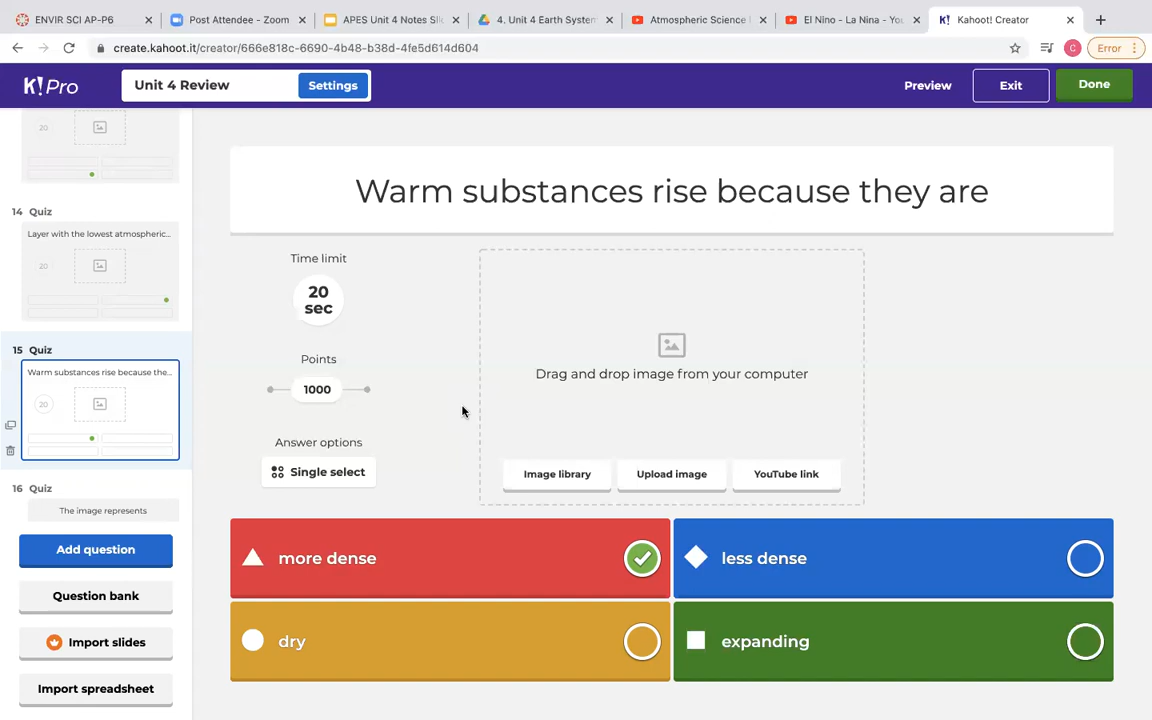 ENVIR SCI AP-P6
Post Attendee - Zoom
APES Unit 4 Notes Sli
4. Unit 4 Earth System
Atmospheric Science
El Nino - La Nina - You
Kahoot! Creator
create.kahoot.it/creator/666e818c-6690-4b48-b38d-4fe5d614d604
C
Error
K!Pro
Unit 4 Review
Settings
Preview
Exit
Done
20
14 Quiz
Layer with the lowest atmospheric...
20
15 Quiz
Warm substances rise because the...
20
16 Quiz
The image represents
Add question
Question bank
Import slides
Import spreadsheet
Warm substances rise because they are
Time limit
20
sec
Points
1000
Answer options
Single select
Drag and drop image from your computer
Image library
Upload image
YouTube link
more dense
less dense
dry
expanding